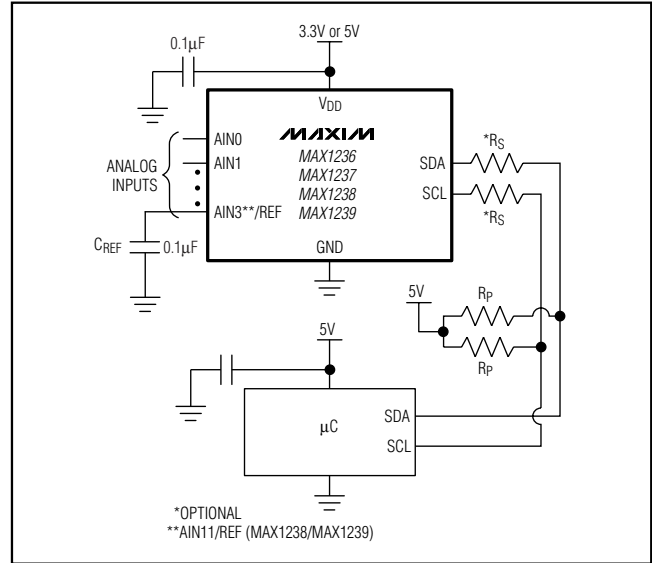 3.3V or 5V
0.1µF
VDD
MAXIM
AIN0
AIN1
ANALOG
INPUTS
AIN3**/REF
MAX1236
MAX1237
MAX1238
MAX1239
SDA
SCL
*RS
*RS
CREF
0.1µF
GND
5V
RP
RP
5V
µC
SDA
SCL
*OPTIONAL
**AIN11/REF (MAX1238/MAX1239)